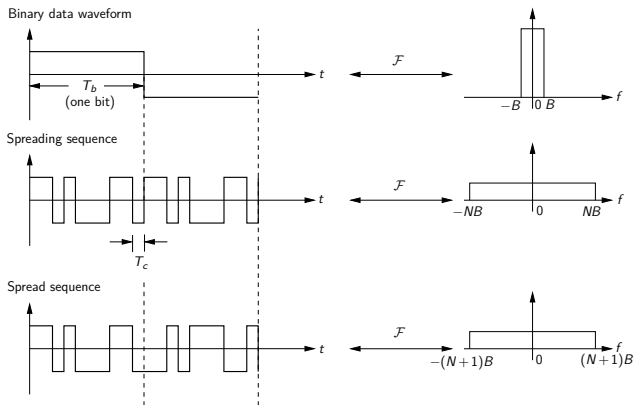 Binary data waveform
t
T_b
(one bit)
ℱ
−B 0 B
f
Spreading sequence
t
T_c
ℱ
−NB 0 NB
f
Spread sequence
t
ℱ
−(N+1)B 0 (N+1)B
f